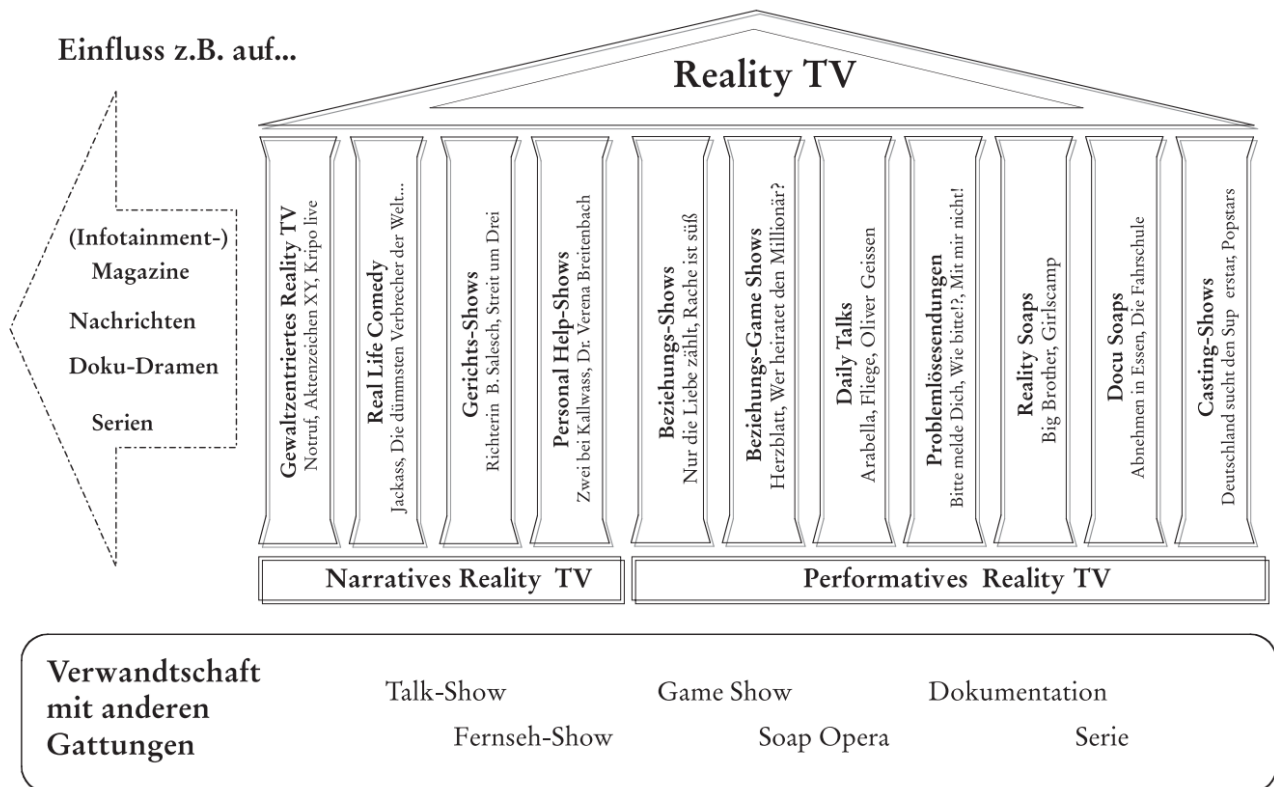 Einfluss z.B. auf...
Reality TV
(Infotainment-)
Magazine
Nachrichten
Doku-Dramen
Serien
Gewaltzentriertes Reality TV
Notruf, Aktenzeichen XY, Kripo live
Real Life Comedy
Jackass, Die dümmsten Verbrecher der Welt...
Gerichts-Shows
Richterin B. Salesch, Streit um Drei
Personal Help-Shows
Zwei bei Kallwass, Dr. Verena Breitenbach
Beziehungs-Shows
Nur die Liebe zählt, Rache ist süß
Beziehungs-Game Shows
Herzblatt, Wer heiratet den Millionär?
Daily Talks
Arabella, Fliege, Oliver Geissen
Problemlösesendungen
Bitte melde Dich, Wie bitte!?, Mit mir nicht!
Reality Soaps
Big Brother, Girlscamp
Docu Soaps
Abnehmen in Essen, Die Fahrschule
Casting-Shows
Deutschland sucht den Sup erstar, Popstars
Narratives Reality TV
Performatives Reality TV
Verwandtschaft
mit anderen
Gattungen
Talk-Show
Game Show
Dokumentation
Fernseh-Show
Soap Opera
Serie